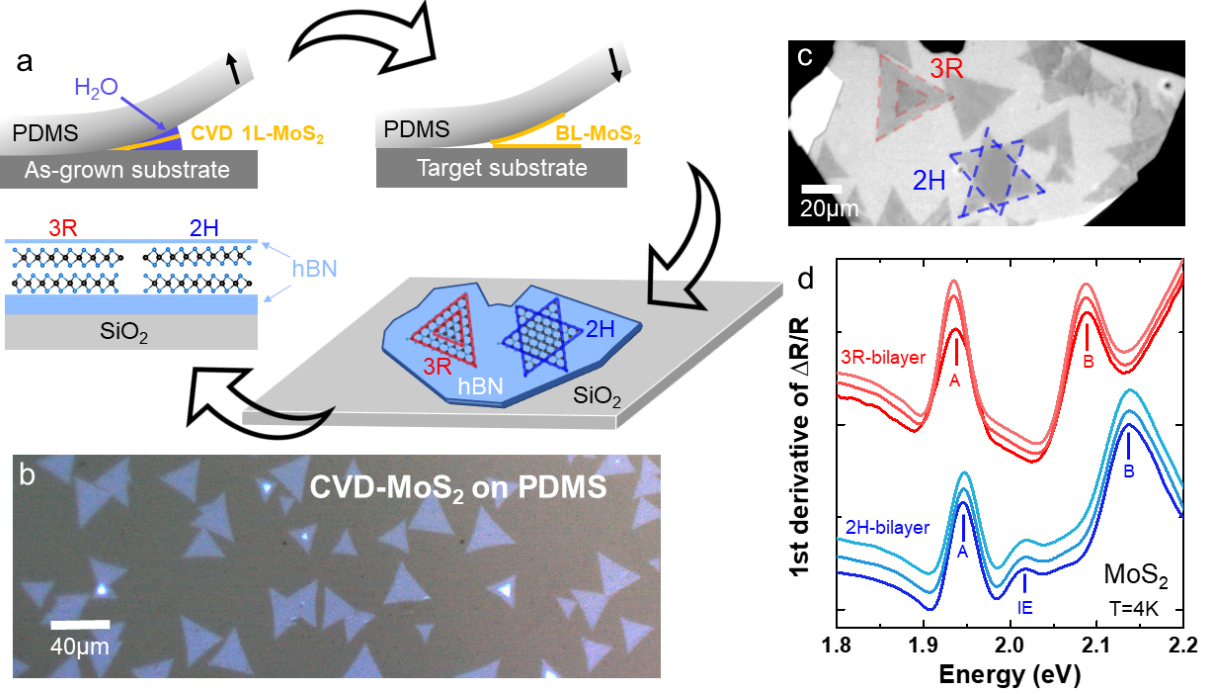 a
H₂O
PDMS
CVD 1L-MoS₂
As-grown substrate
PDMS
BL-MoS₂
Target substrate
3R
2H
hBN
SiO₂
3R
2H
hBN
SiO₂
b
CVD-MoS₂ on PDMS
40μm
c
3R
2H
20μm
d
1st derivative of ΔR/R
3R-bilayer
A
B
2H-bilayer
A
IE
B
MoS₂
T=4K
1.8 1.9 2.0 2.1 2.2
Energy (eV)